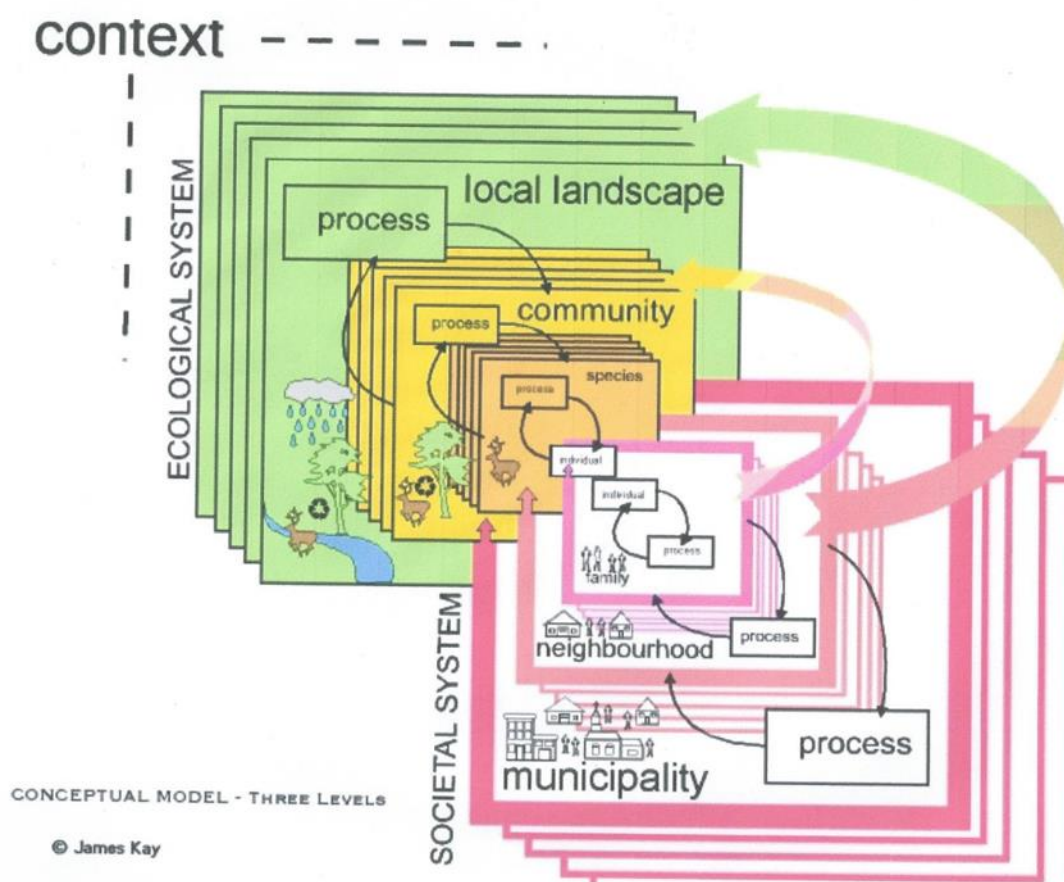 context
ECOLOGICAL SYSTEM
local landscape
process
community
process
species
process
individual
individual
process
family
process
neighbourhood
process
municipality
SOCIETAL SYSTEM
CONCEPTUAL MODEL - THREE LEVELS
© James Kay